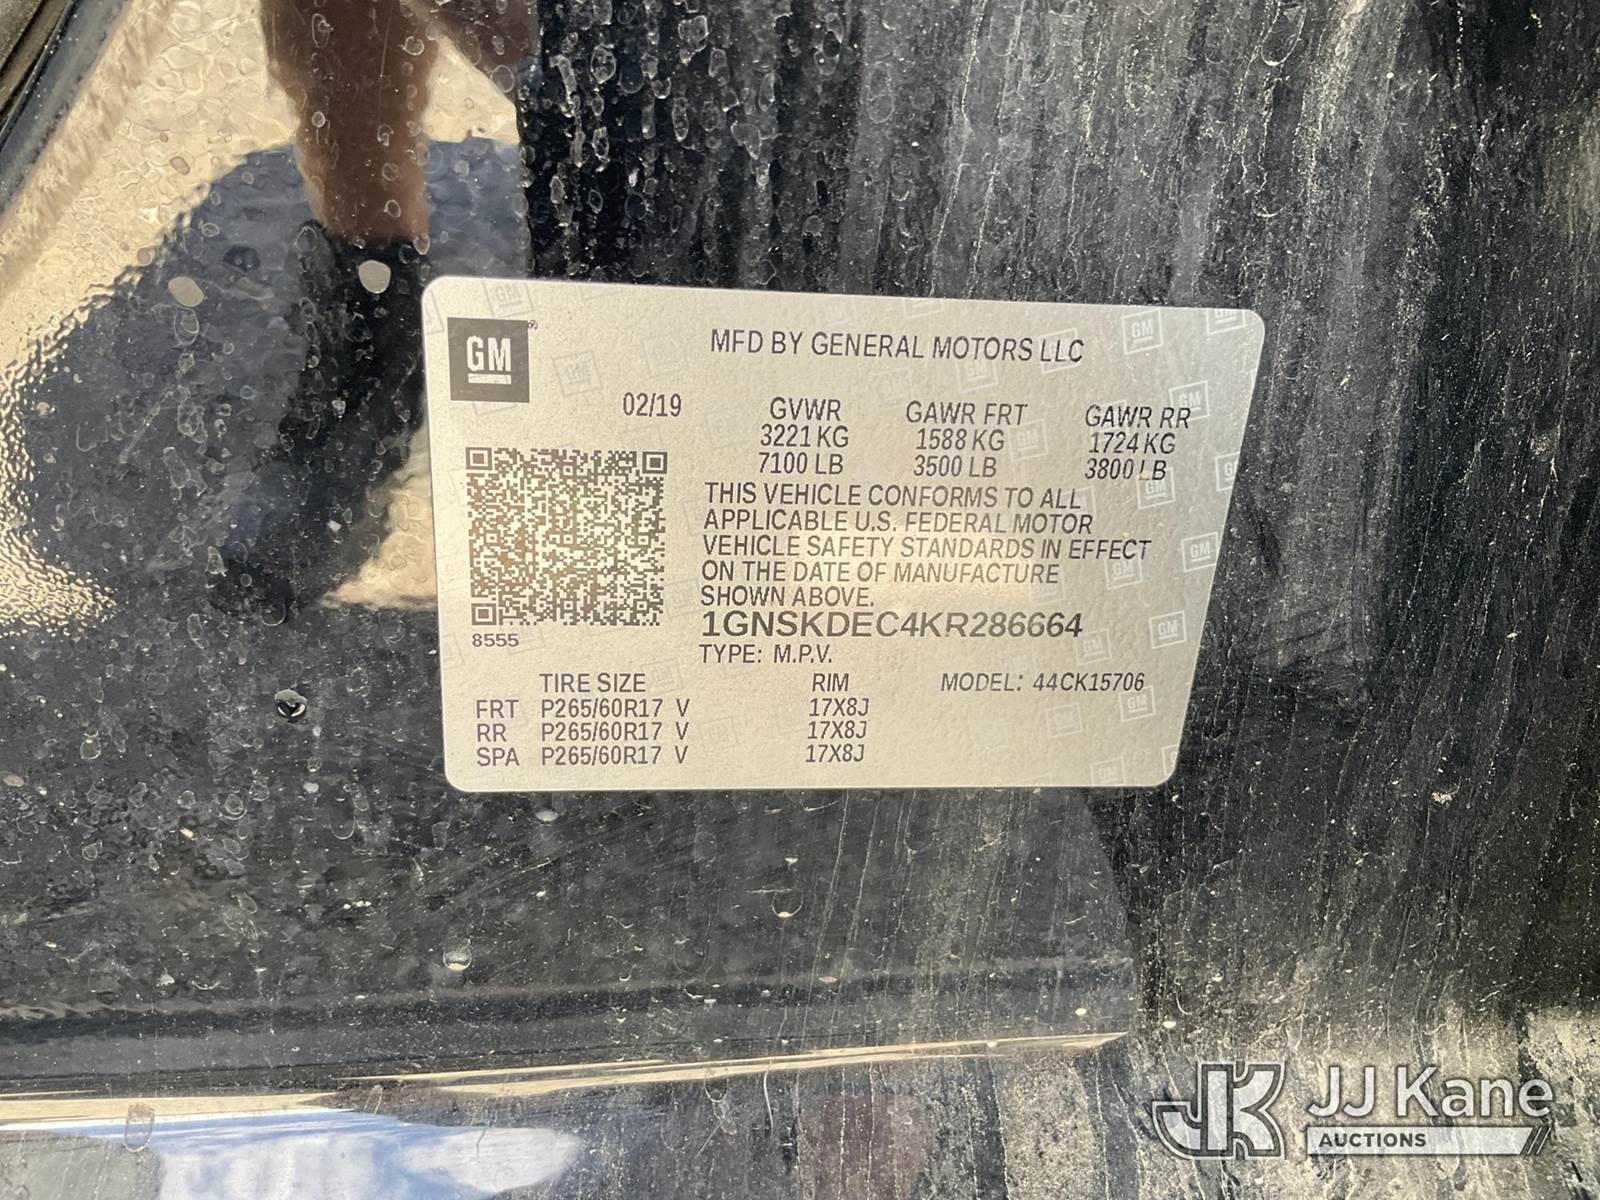 GM
MFD BY GENERAL MOTORS LLC
02/19 GVWR GAWR FRT GAWR RR
3221 KG 1588 KG 1724 KG
7100 LB 3500 LB 3800 LB
THIS VEHICLE CONFORMS TO ALL
APPLICABLE U.S. FEDERAL MOTOR
VEHICLE SAFETY STANDARDS IN EFFECT
ON THE DATE OF MANUFACTURE
SHOWN ABOVE.
8555
1GNSKDEC4KR286664
TYPE: M.P.V.
TIRE SIZE RIM MODEL: 44CK15706
FRT P265/60R17 V 17X8J
RR P265/60R17 V 17X8J
SPA P265/60R17 V 17X8J
JK JJ Kane
AUCTIONS